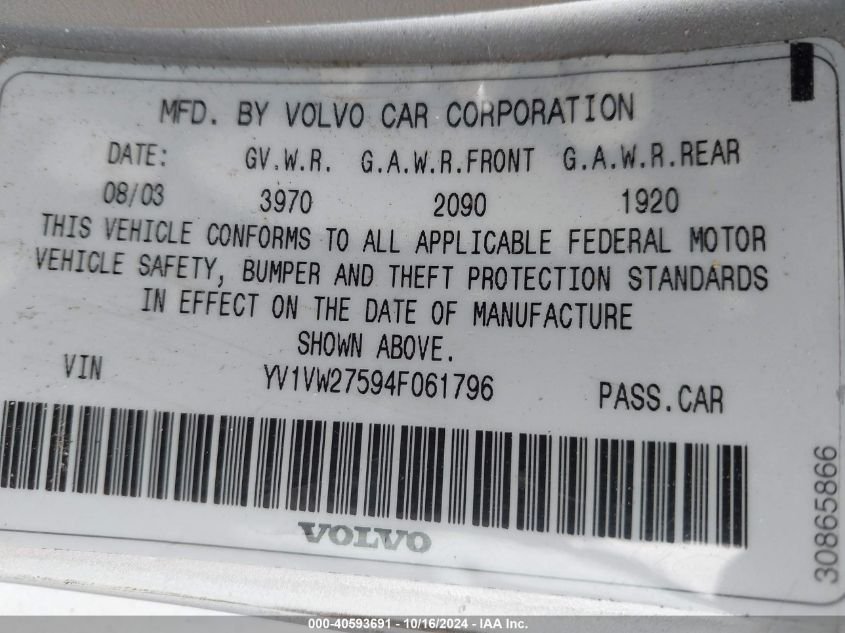 MFD. BY VOLVO CAR CORPORATION
DATE: GV.W.R. G.A.W.R.FRONT G.A.W.R.REAR
08/03 3970 2090 1920
THIS VEHICLE CONFORMS TO ALL APPLICABLE FEDERAL MOTOR
VEHICLE SAFETY, BUMPER AND THEFT PROTECTION STANDARDS
IN EFFECT ON THE DATE OF MANUFACTURE
SHOWN ABOVE.
VIN YV1VW27594F061796 PASS.CAR
VOLVO
30865866
000-40593691 - 10/16/2024 - IAA Inc.